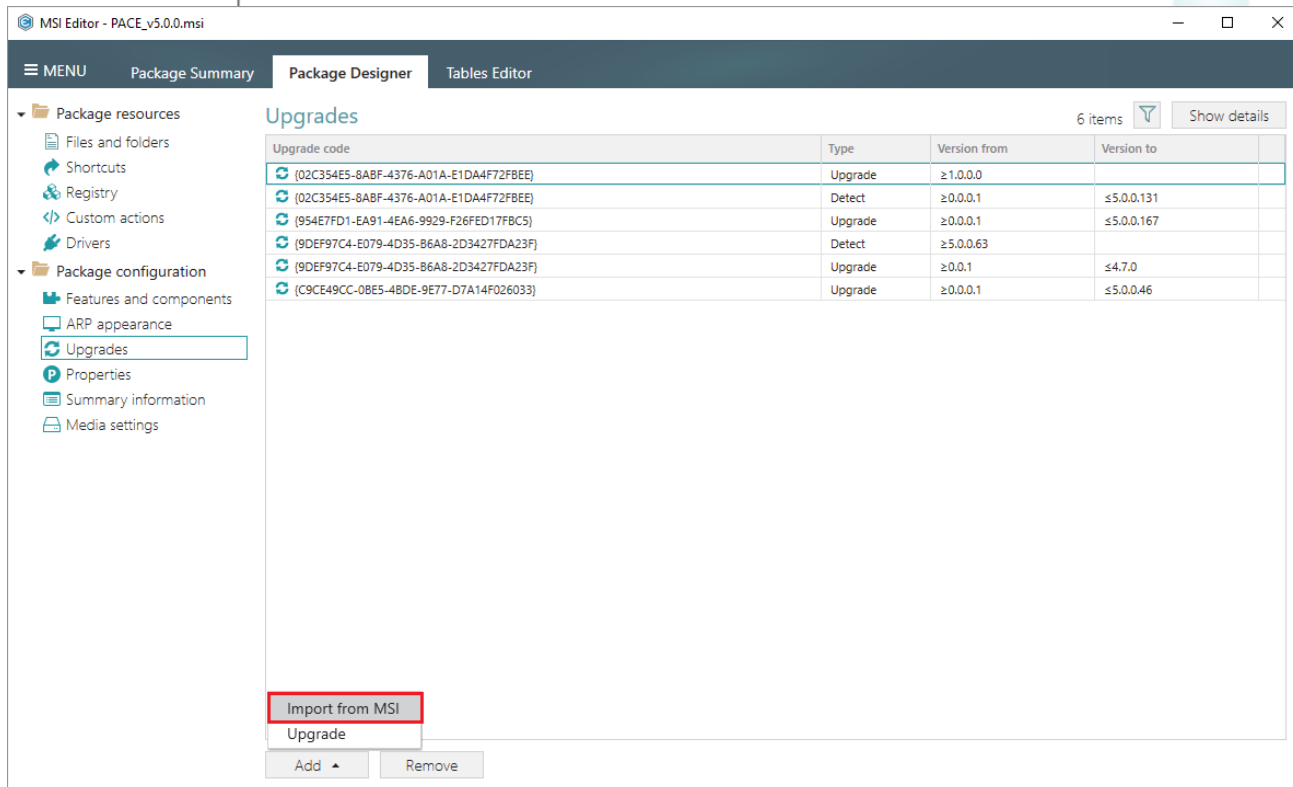 MSI Editor - PACE_v5.0.0.msi
MENU Package Summary Package Designer Tables Editor
Package resources
Files and folders
Shortcuts
Registry
Custom actions
Drivers
Package configuration
Features and components
ARP appearance
Upgrades
Properties
Summary information
Media settings
Upgrades 6 items Show details
Upgrade code Type Version from Version to
{02C354E5-8ABF-4376-A01A-E1DA4F72FBEE} Upgrade ≥1.0.0.0
{02C354E5-8ABF-4376-A01A-E1DA4F72FBEE} Detect ≥0.0.0.1 ≤5.0.0.131
{954E7FD1-EA91-4EA6-9929-F26FED17FBC5} Upgrade ≥0.0.0.1 ≤5.0.0.167
{9DEF97C4-E079-4D35-B6A8-2D3427FDA23F} Detect ≥5.0.0.63
{9DEF97C4-E079-4D35-B6A8-2D3427FDA23F} Upgrade ≥0.0.1 ≤4.7.0
{C9CE49CC-0BE5-4BDE-9E77-D7A14F026033} Upgrade ≥0.0.0.1 ≤5.0.0.46
Import from MSI
Upgrade
Add Remove